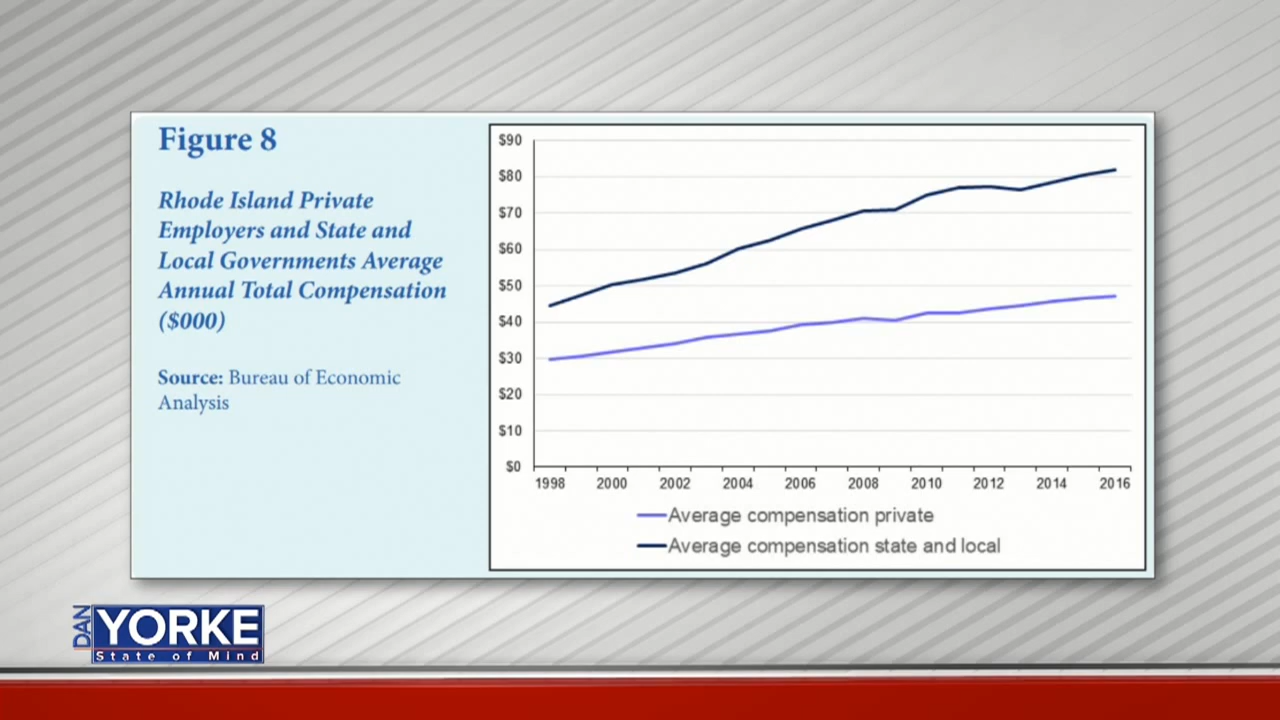 Figure 8
Rhode Island Private
Employers and State and
Local Governments Average
Annual Total Compensation
($000)
Source: Bureau of Economic
Analysis
$90
$80
$70
$60
$50
$40
$30
$20
$10
$0
1998 2000 2002 2004 2006 2008 2010 2012 2014 2016
Average compensation private
Average compensation state and local
DAN
YORKE
State of Mind